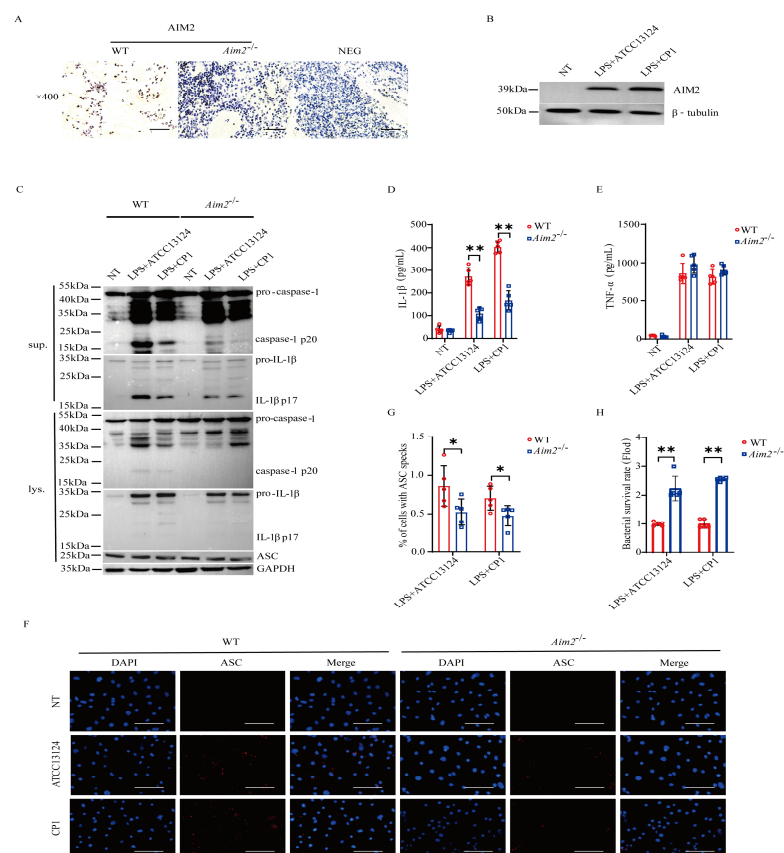 A
AIM2
WT Aim2-/- NEG
×400
B
NT LPS+ATCC13124 LPS+CP1
39kDa AIM2
50kDa β - tubulin
C
WT Aim2-/-
NT LPS+ATCC13124 LPS+CP1 NT LPS+ATCC13124 LPS+CP1
sup.
55kDa pro-caspase-1
40kDa
35kDa
25kDa
caspase-1 p20
15kDa
35kDa pro-IL-1β
25kDa
IL-1β p17
15kDa
lys.
55kDa pro-caspase-1
40kDa
35kDa
25kDa
caspase-1 p20
15kDa
35kDa pro-IL-1β
25kDa
IL-1β p17
15kDa
25kDa ASC
35kDa GAPDH
D
IL-1β (pg/mL)
500
400
300
200
100
0
** **
WT
Aim2-/-
NT LPS+ATCC13124 LPS+CP1
E
TNF-α (pg/mL)
1500
1000
500
0
WT
Aim2-/-
NT LPS+ATCC13124 LPS+CP1
G
% of cells with ASC specks
1.5
1.0
0.5
0.0
* *
WT
Aim2-/-
LPS+ATCC13124 LPS+CP1
H
Bacterial survival rate (Flod)
4
3
2
1
0
** **
WT
Aim2-/-
LPS+ATCC13124 LPS+CP1
F
WT Aim2-/-
DAPI ASC Merge DAPI ASC Merge
NT
ATCC13124
CP1